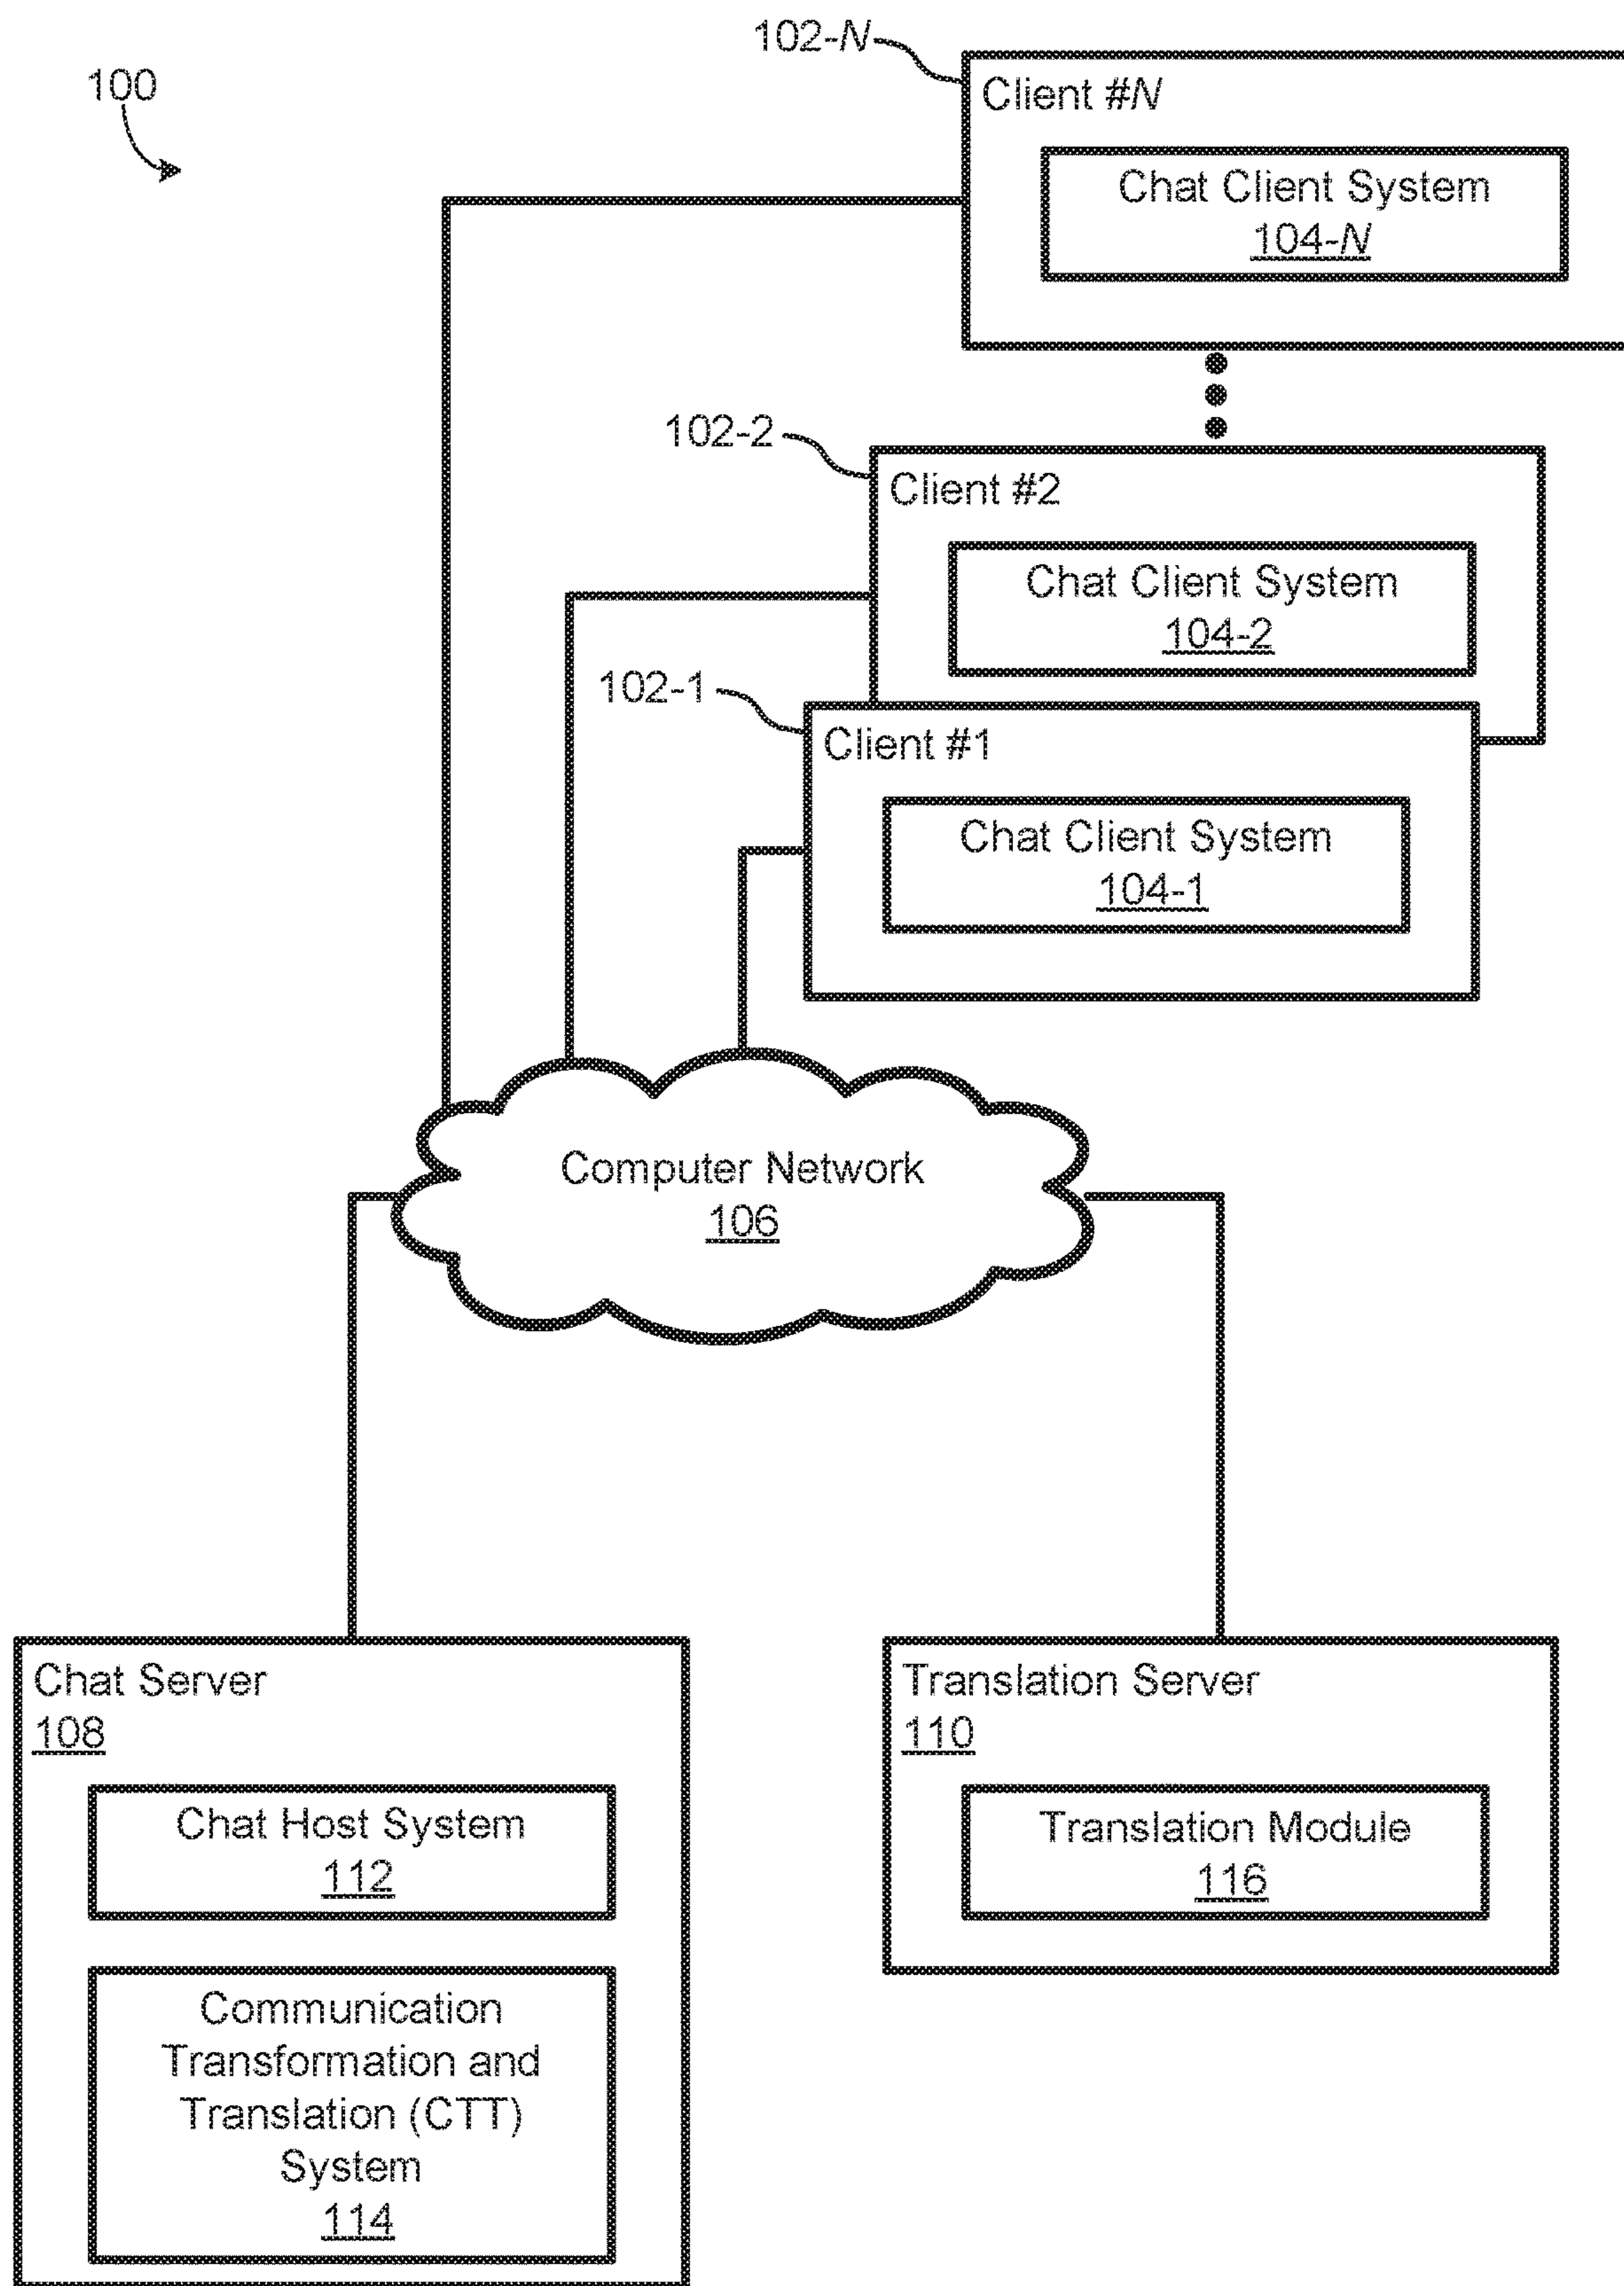 102-N
100
Client #N
Chat Client System
104-N
102-2
Client #2
Chat Client System
104-2
102-1
Client #1
Chat Client System
104-1
Computer Network
106
Chat Server
108
Chat Host System
112
Communication
Transformation and
Translation (CTT)
System
114
Translation Server
110
Translation Module
116